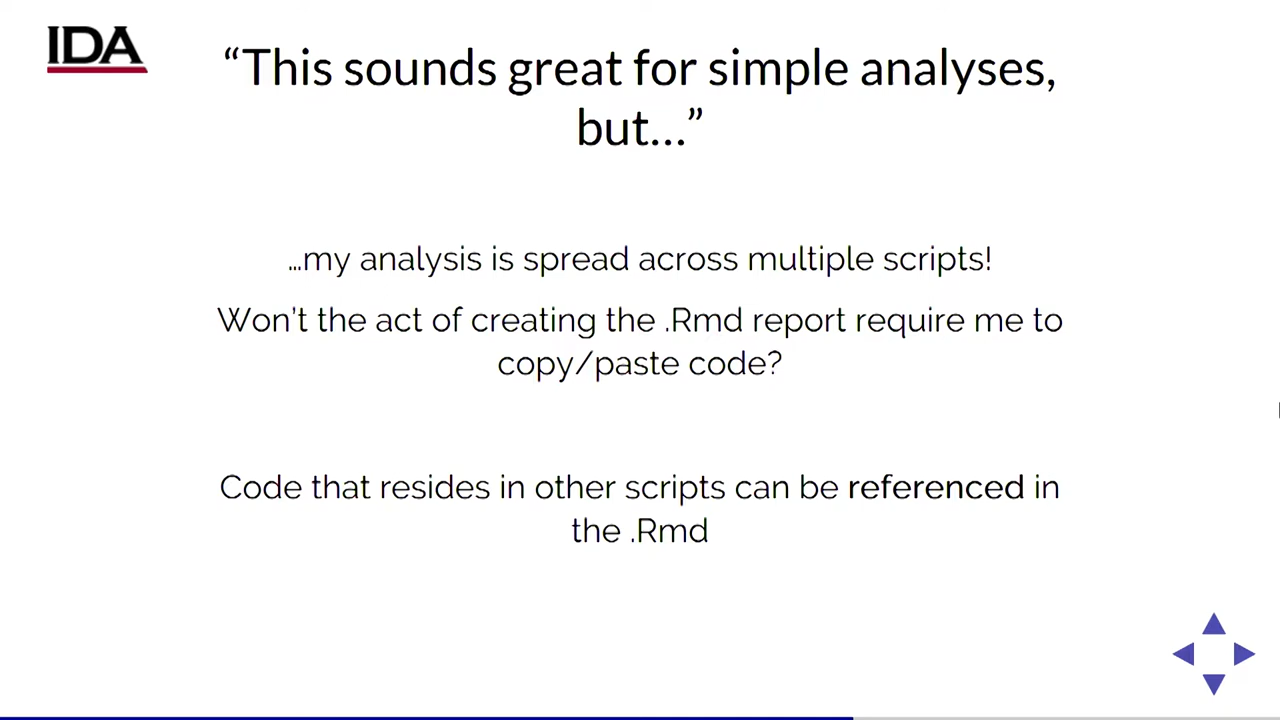 IDA
“This sounds great for simple analyses,
but…”
…my analysis is spread across multiple scripts!
Won’t the act of creating the .Rmd report require me to
copy/paste code?
Code that resides in other scripts can be referenced in
the .Rmd